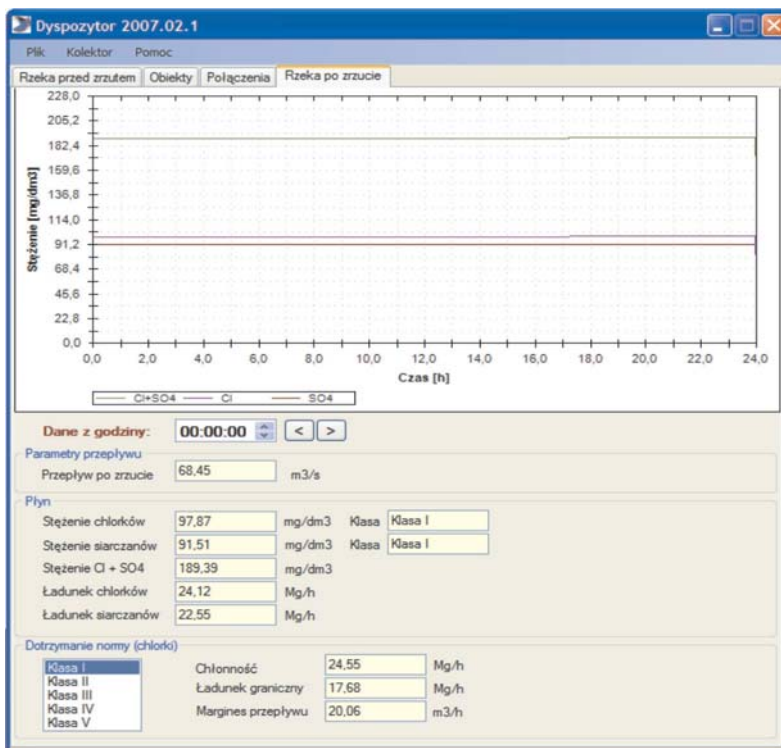 Dyspozytor 2007.02.1
Plik Kolektor Pomoc
Rzeka przed zrzutem Obiekty Połączenia Rzeka po zrzucie
Stężenie [mg/dm3]
228,0
205,2
182,4
159,6
136,8
114,0
91,2
68,4
45,6
22,8
0,0
0,0 2,0 4,0 6,0 8,0 10,0 12,0 14,0 16,0 18,0 20,0 22,0 24,0
Czas [h]
Cl+SO4 Cl SO4
Dane z godziny: 00:00:00 < >
Parametry przepływu
Przepływ po zrzucie 68,45 m3/s
Płyn
Stężenie chlorków 97,87 mg/dm3 Klasa Klasa I
Stężenie siarczanów 91,51 mg/dm3 Klasa Klasa I
Stężenie Cl + SO4 189,39 mg/dm3
Ładunek chlorków 24,12 Mg/h
Ładunek siarczanów 22,55 Mg/h
Dotrzymanie normy (chlorki)
Klasa I
Klasa II
Klasa III
Klasa IV
Klasa V
Chłonność 24,55 Mg/h
Ładunek graniczny 17,68 Mg/h
Margines przepływu 20,06 m3/h